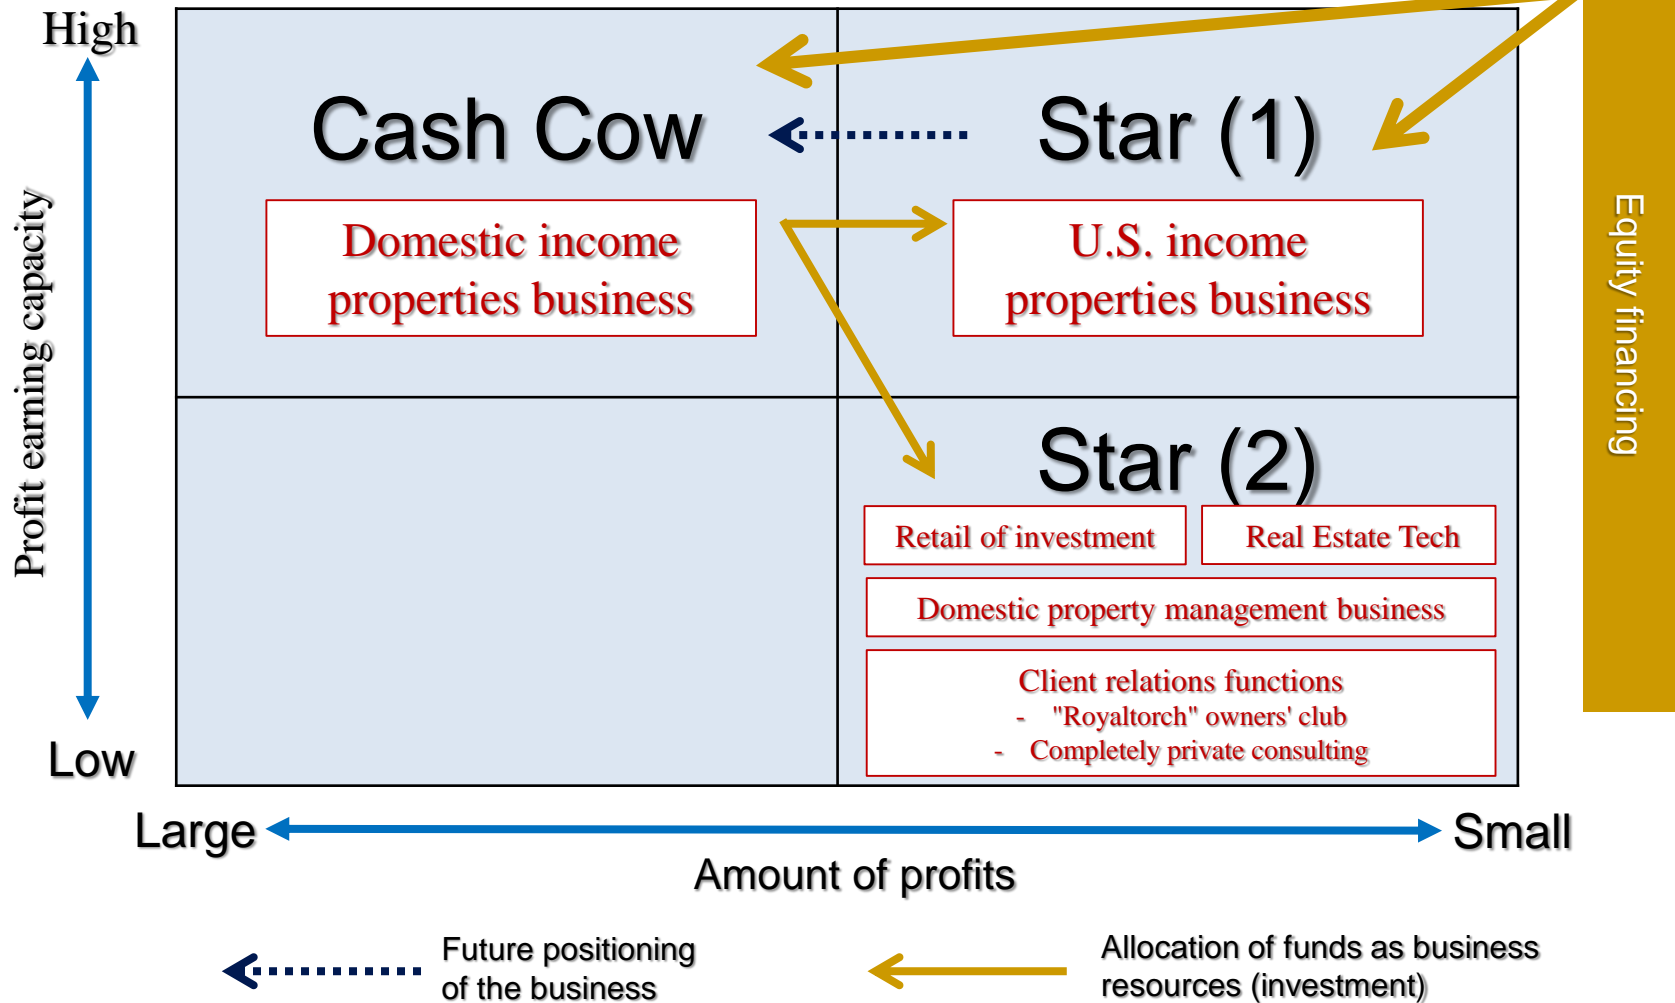 High
Cash Cow
Star (1)
Domestic income
properties business
U.S. income
properties business
Profit earning capacity
Equity financing
Star (2)
Retail of investment
Real Estate Tech
Domestic property management business
Client relations functions
- "Royaltorch" owners' club
- Completely private consulting
Low
Large
Small
Amount of profits
Future positioning
of the business
Allocation of funds as business
resources (investment)